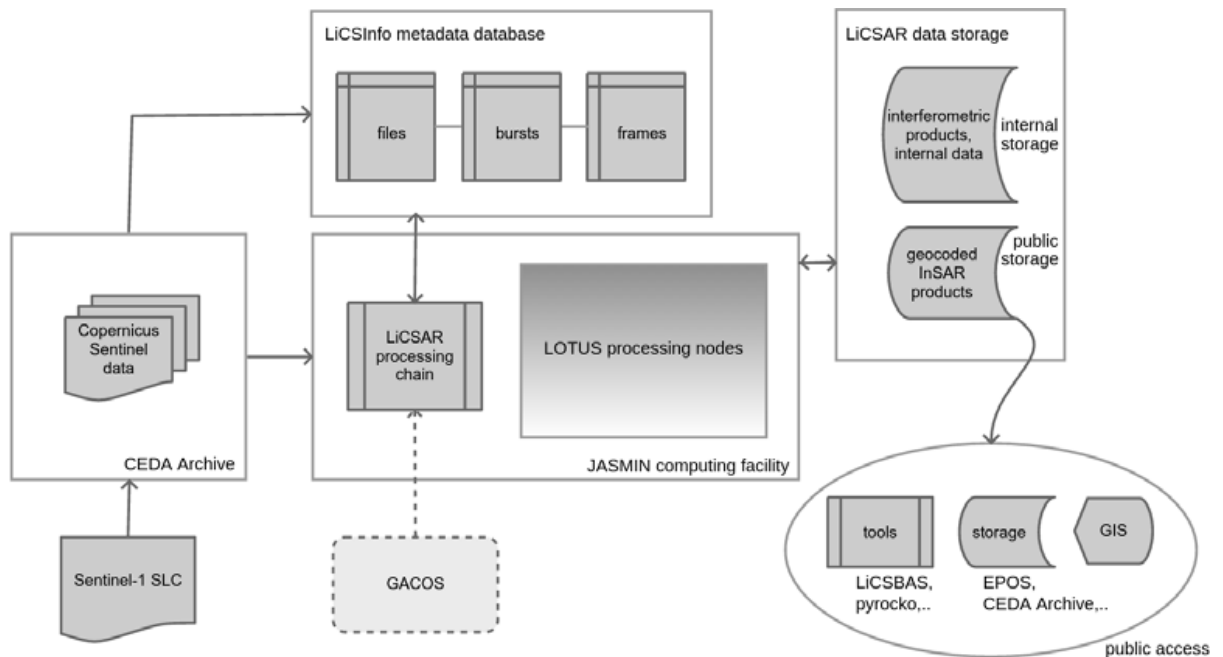 LiCSInfo metadata database
files
bursts
frames
LiCSAR data storage
interferometric
products,
internal data
internal
storage
public
storage
geocoded
InSAR
products
Copernicus
Sentinel
data
CEDA Archive
LiCSAR
processing
chain
LOTUS processing nodes
JASMIN computing facility
Sentinel-1 SLC
GACOS
tools
LiCSBAS,
pyrocko,..
storage
EPOS,
CEDA Archive,..
GIS
public access